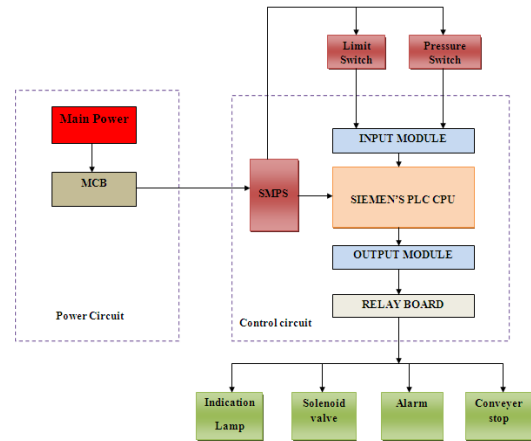 Limit
Switch
Pressure
Switch
Main Power
MCB
SMPS
INPUT MODULE
SIEMEN'S PLC CPU
OUTPUT MODULE
RELAY BOARD
Power Circuit
Control circuit
Indication
Lamp
Solenoid
valve
Alarm
Conveyer
stop